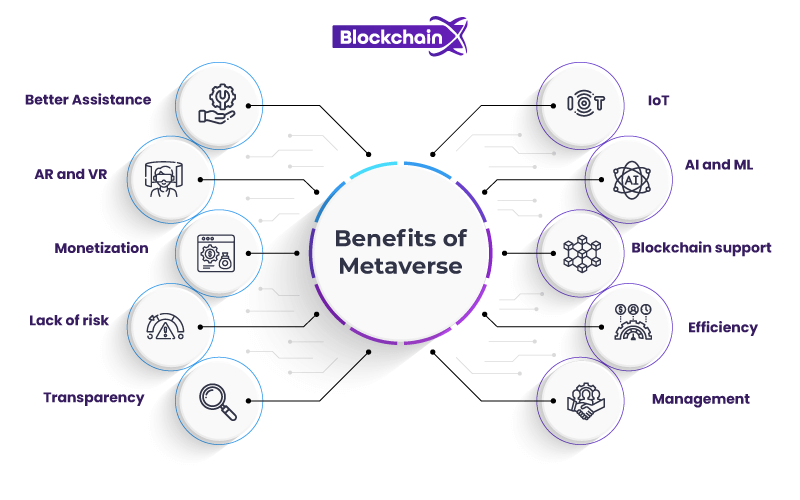 BlockchainX
Better Assistance
AR and VR
Monetization
Lack of risk
Transparency
Benefits of
Metaverse
IoT
IOT
AI and ML
AI
Blockchain support
Efficiency
Management